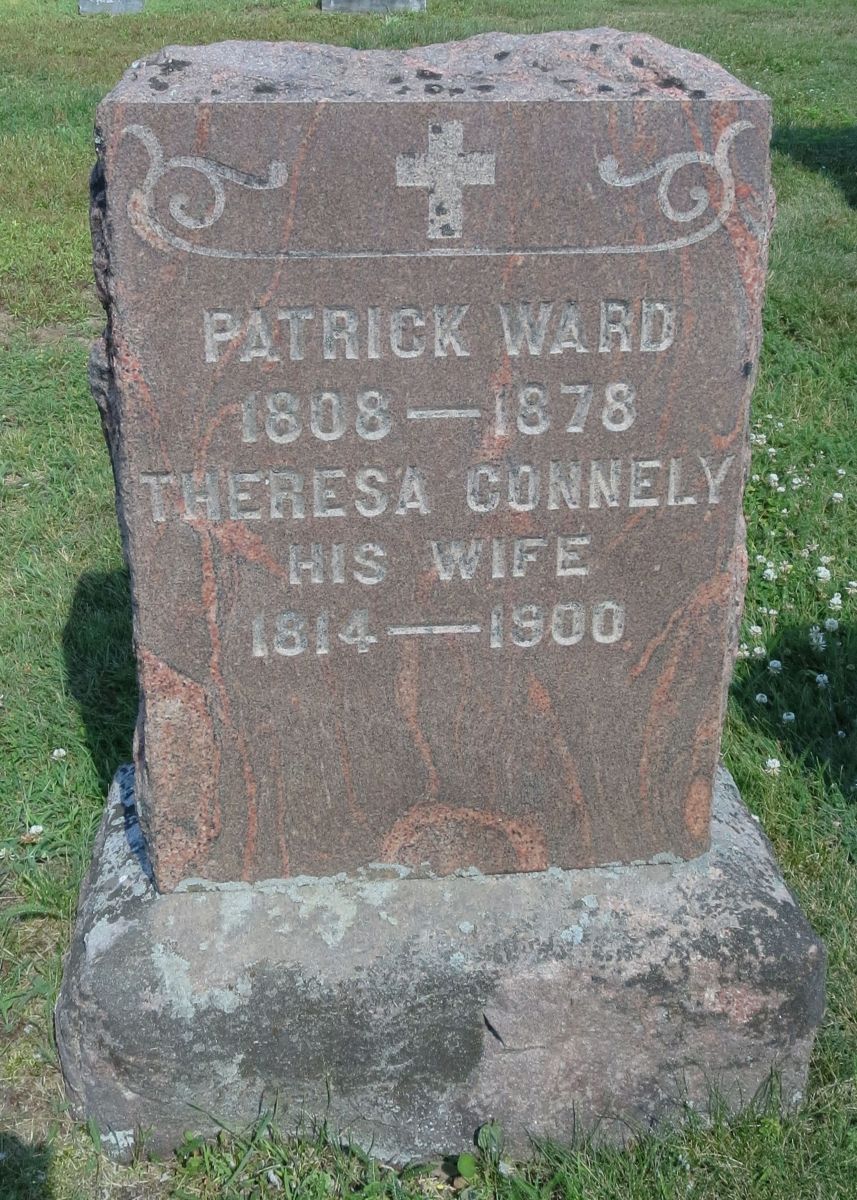 PATRICK WARD
1808—1878
THERESA CONNELY
HIS WIFE
1814—1900